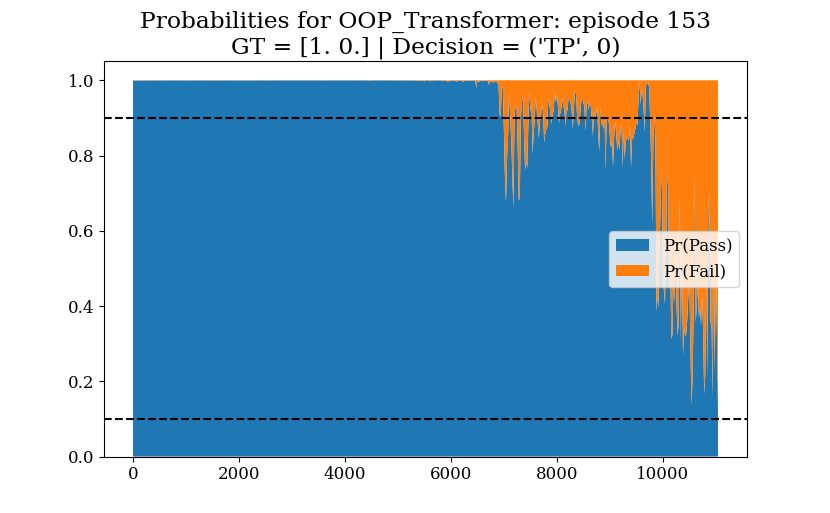 Probabilities for OOP_Transformer: episode 153
GT = [1. 0.] | Decision = ('TP', 0)
1.0
0.8
0.6
0.4
0.2
0.0
Pr(Pass)
Pr(Fail)
0 2000 4000 6000 8000 10000